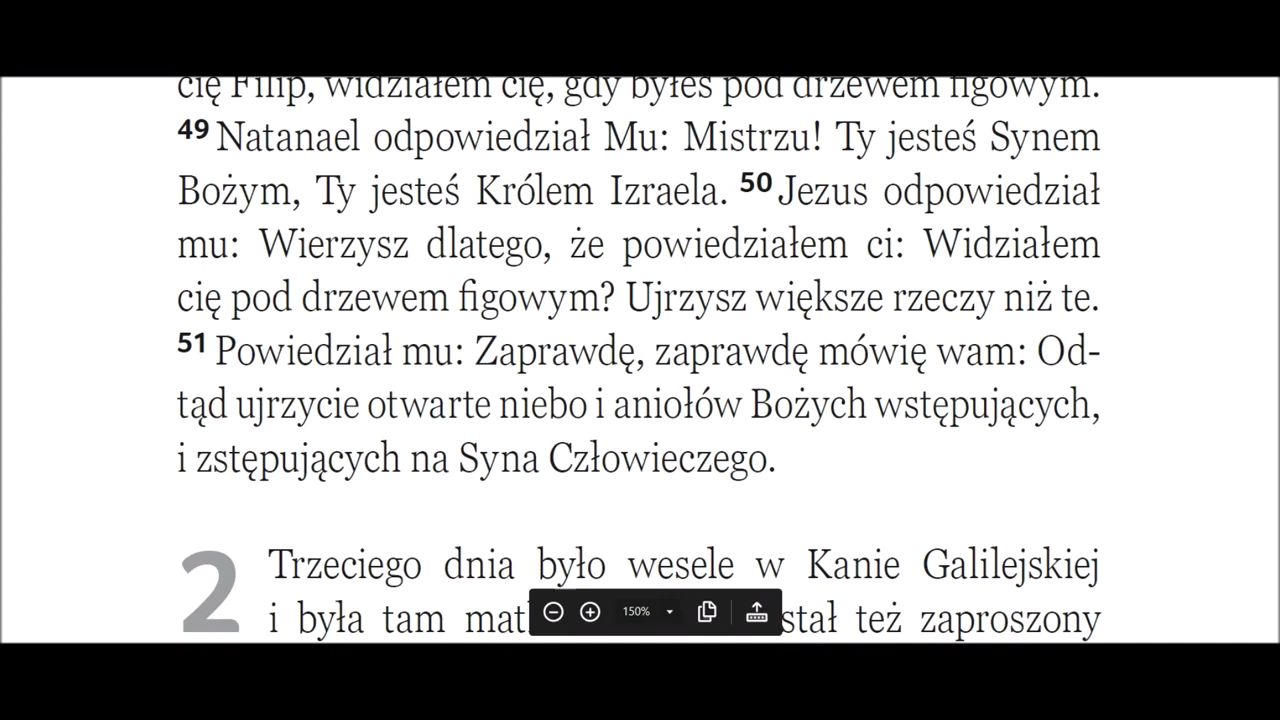 cię Filip, widziałem cię, gdy byłeś pod drzewem figowym.
49 Natanael odpowiedział Mu: Mistrzu! Ty jesteś Synem
Bożym, Ty jesteś Królem Izraela. 50 Jezus odpowiedział
mu: Wierzysz dlatego, że powiedziałem ci: Widziałem
cię pod drzewem figowym? Ujrzysz większe rzeczy niż te.
51 Powiedział mu: Zaprawdę, zaprawdę mówię wam: Od-
tąd ujrzycie otwarte niebo i aniołów Bożych wstępujących,
i zstępujących na Syna Człowieczego.
2 Trzeciego dnia było wesele w Kanie Galilejskiej
i była tam też zaproszony
150%